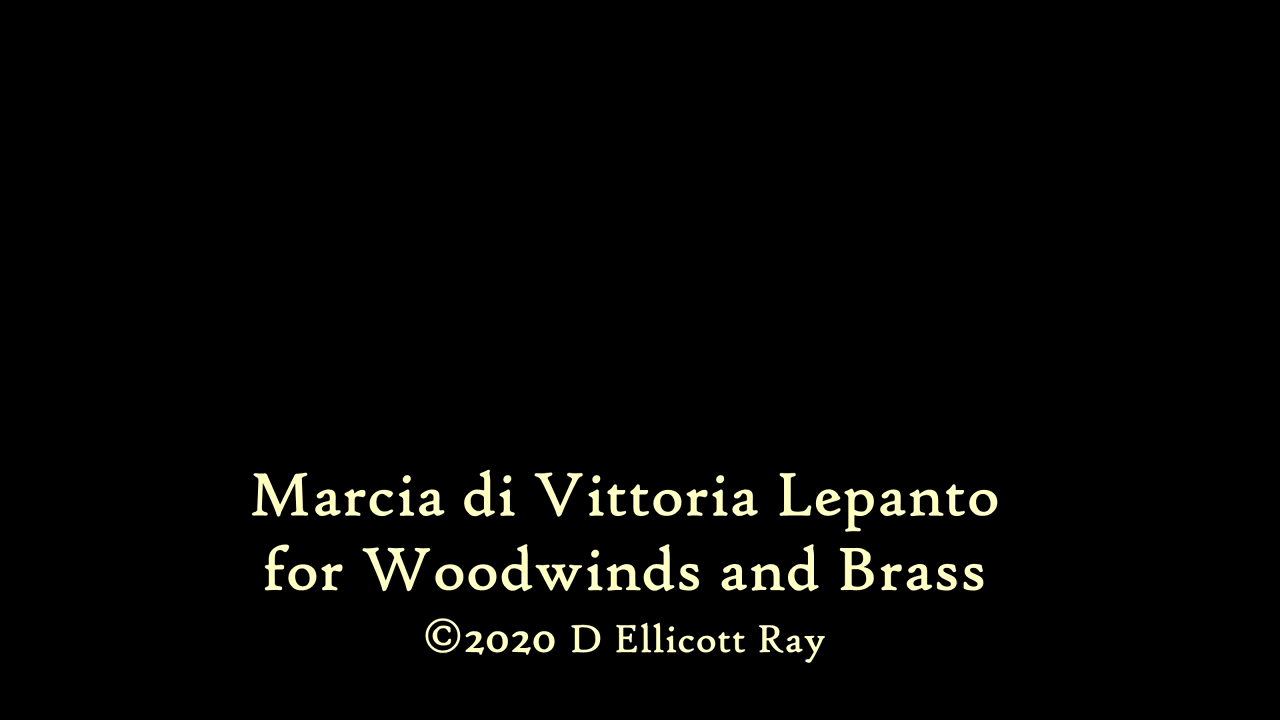 Marcia di Vittoria Lepanto
for Woodwinds and Brass
©2020 D Ellicott Ray